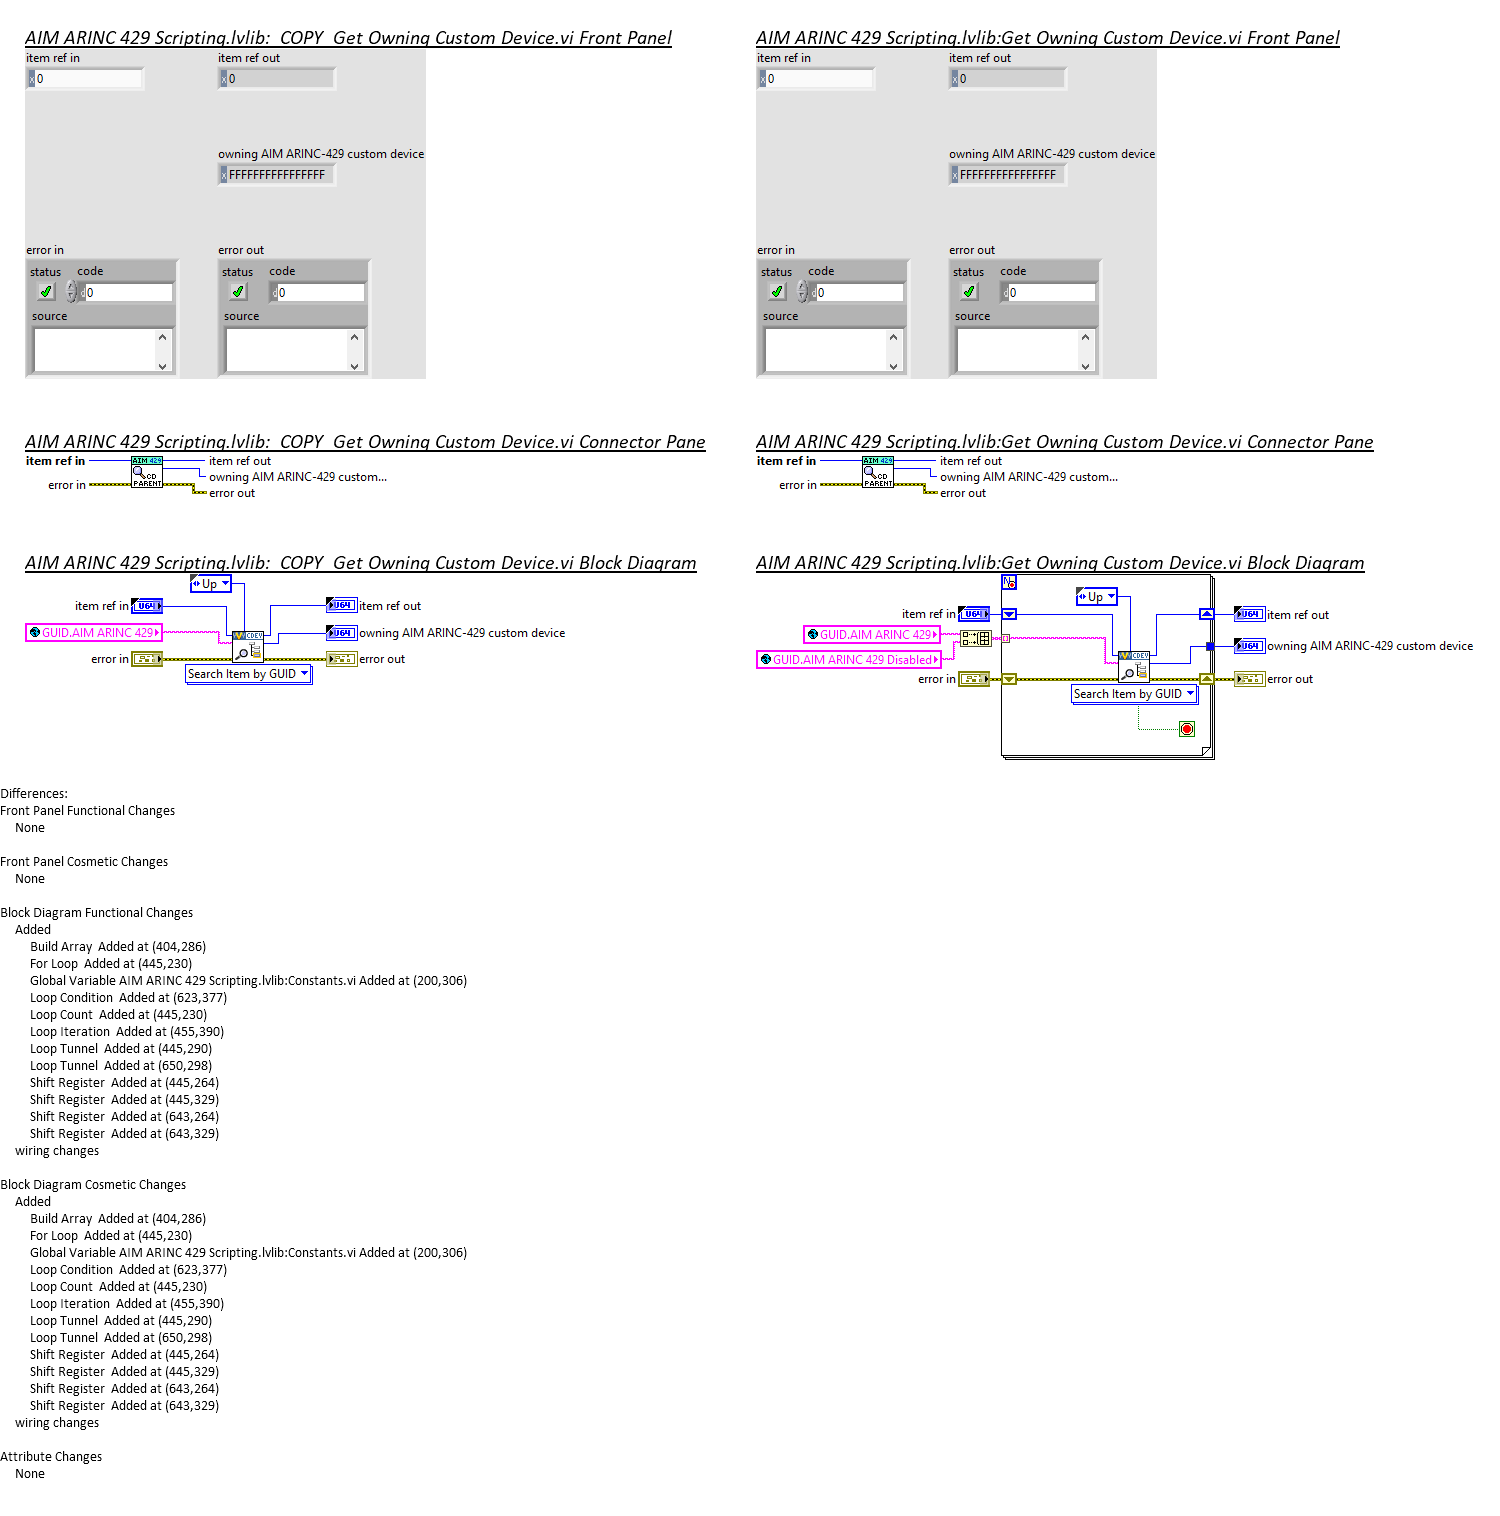 AIM ARINC 429 Scripting.lvlib:  COPY  Get Owning Custom Device.vi Front Panel
item ref in
item ref out
x 0
x 0
owning AIM ARINC-429 custom device
x FFFFFFFFFFFFFFFF
error in
error out
status code
status code
d 0
d 0
source
source
AIM ARINC 429 Scripting.lvlib:Get Owning Custom Device.vi Front Panel
item ref in
item ref out
x 0
x 0
owning AIM ARINC-429 custom device
x FFFFFFFFFFFFFFFF
error in
error out
status code
status code
d 0
d 0
source
source
AIM ARINC 429 Scripting.lvlib:  COPY  Get Owning Custom Device.vi Connector Pane
item ref in
AIM 429
CD
PARENT
item ref out
owning AIM ARINC-429 custom...
error in
error out
AIM ARINC 429 Scripting.lvlib:Get Owning Custom Device.vi Connector Pane
item ref in
AIM 429
CD
PARENT
item ref out
owning AIM ARINC-429 custom...
error in
error out
AIM ARINC 429 Scripting.lvlib:  COPY  Get Owning Custom Device.vi Block Diagram
Up
item ref in
U64
U64
item ref out
GUID.AIM ARINC 429
CDEV
U64
owning AIM ARINC-429 custom device
error in
error out
Search Item by GUID
AIM ARINC 429 Scripting.lvlib:Get Owning Custom Device.vi Block Diagram
N
Up
item ref in
U64
U64
item ref out
GUID.AIM ARINC 429
GUID.AIM ARINC 429 Disabled
CDEV
U64
owning AIM ARINC-429 custom device
error in
error out
Search Item by GUID
Differences:
Front Panel Functional Changes
None
Front Panel Cosmetic Changes
None
Block Diagram Functional Changes
Added
Build Array  Added at (404,286)
For Loop  Added at (445,230)
Global Variable AIM ARINC 429 Scripting.lvlib:Constants.vi Added at (200,306)
Loop Condition  Added at (623,377)
Loop Count  Added at (445,230)
Loop Iteration  Added at (455,390)
Loop Tunnel  Added at (445,290)
Loop Tunnel  Added at (650,298)
Shift Register  Added at (445,264)
Shift Register  Added at (445,329)
Shift Register  Added at (643,264)
Shift Register  Added at (643,329)
wiring changes
Block Diagram Cosmetic Changes
Added
Build Array  Added at (404,286)
For Loop  Added at (445,230)
Global Variable AIM ARINC 429 Scripting.lvlib:Constants.vi Added at (200,306)
Loop Condition  Added at (623,377)
Loop Count  Added at (445,230)
Loop Iteration  Added at (455,390)
Loop Tunnel  Added at (445,290)
Loop Tunnel  Added at (650,298)
Shift Register  Added at (445,264)
Shift Register  Added at (445,329)
Shift Register  Added at (643,264)
Shift Register  Added at (643,329)
wiring changes
Attribute Changes
None